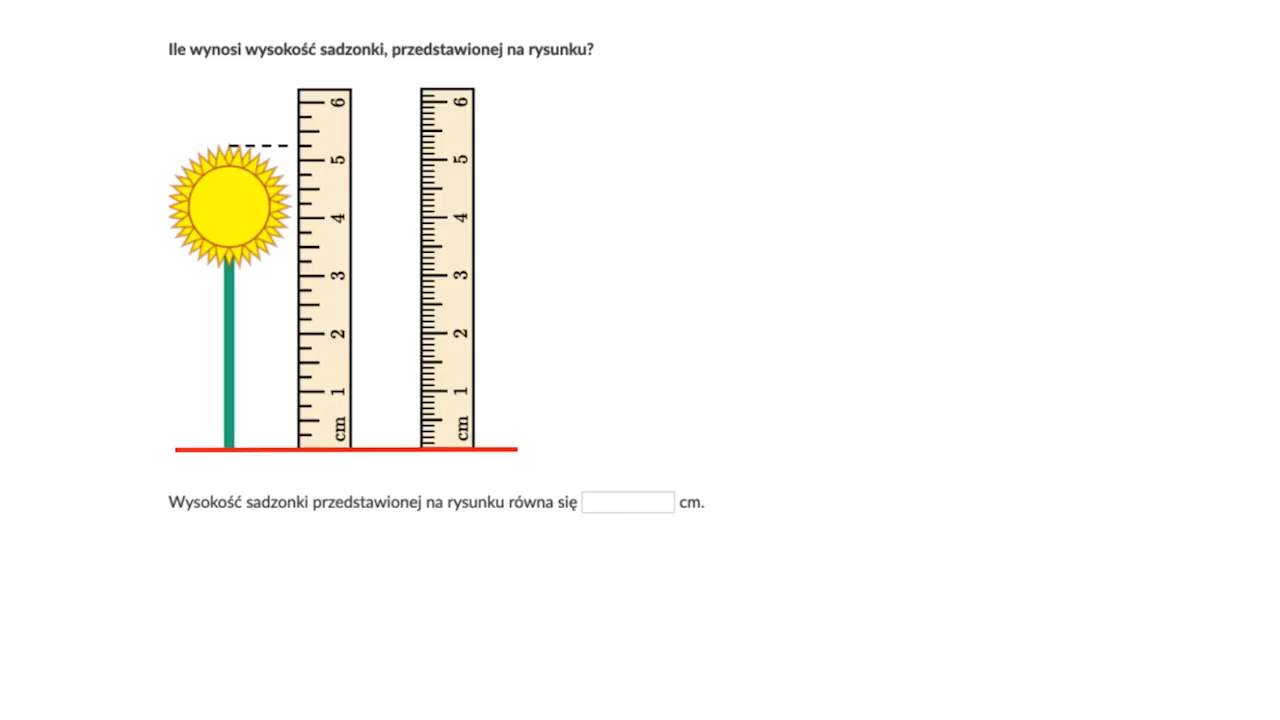 Ile wynosi wysokość sadzonki, przedstawionej na rysunku?
6 6
5 5
4 4
3 3
2 2
1 1
cm cm
Wysokość sadzonki przedstawionej na rysunku równa się cm.